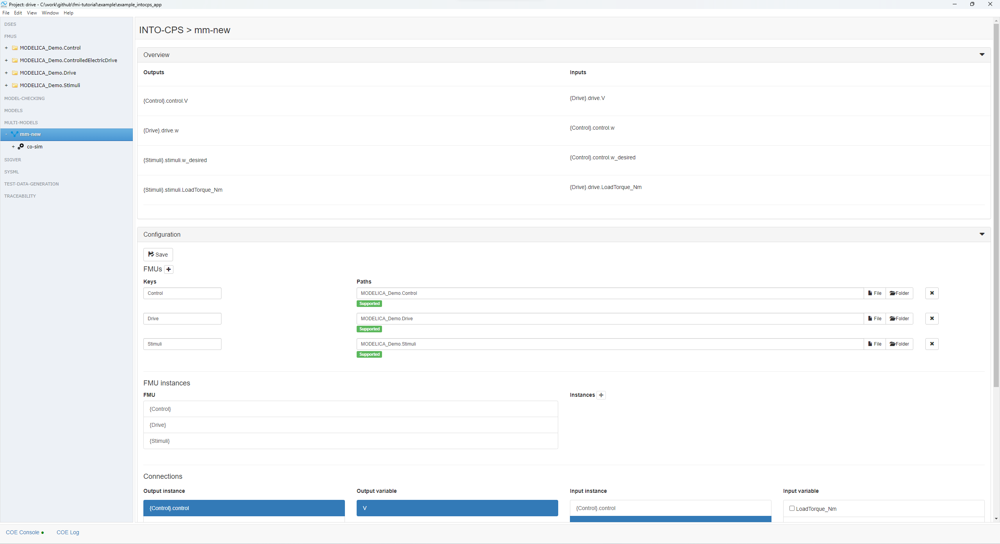 Project: drive - C:\work\github\fmi-tutorial\example\example_intocps_app
File Edit View Window Help
DSES
FMUS
+ MODELICA_Demo.Control
+ MODELICA_Demo.ControlledElectricDrive
+ MODELICA_Demo.Drive
+ MODELICA_Demo.Stimuli
MODEL-CHECKING
MODELS
MULTI-MODELS
- mm-new
+ co-sim
SIGVER
SYSML
TEST-DATA-GENERATION
TRACEABILITY
INTO-CPS > mm-new
Overview
Outputs Inputs
{Control}.control.V {Drive}.drive.V
{Drive}.drive.w {Control}.control.w
{Stimuli}.stimuli.w_desired {Control}.control.w_desired
{Stimuli}.stimuli.LoadTorque_Nm {Drive}.drive.LoadTorque_Nm
Configuration
Save
FMUs +
Keys Paths
Control MODELICA_Demo.Control File Folder
Supported
Drive MODELICA_Demo.Drive File Folder
Supported
Stimuli MODELICA_Demo.Stimuli File Folder
Supported
FMU instances
FMU Instances +
{Control}
{Drive}
{Stimuli}
Connections
Output instance Output variable Input instance Input variable
{Control}.control V {Control}.control LoadTorque_Nm
COE Console COE Log